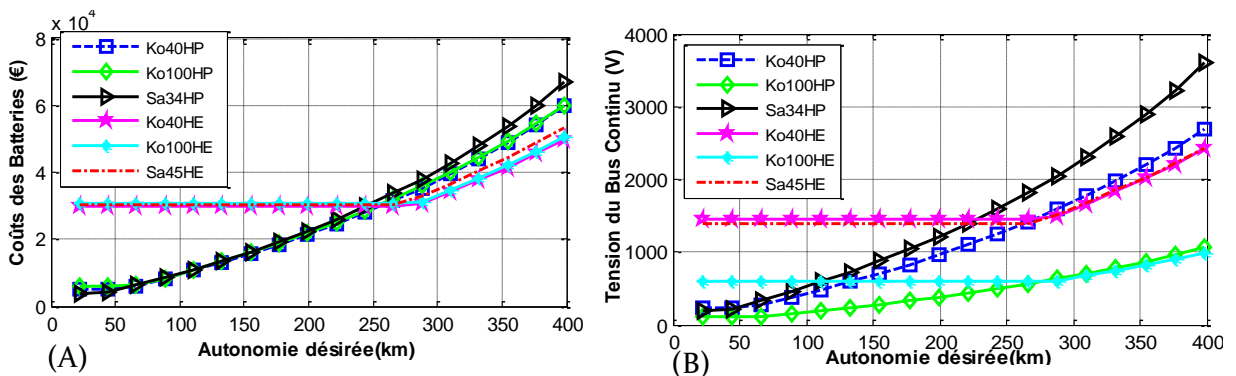 x 10^4
8
6
4
2
0
Coûts des Batteries (€)
Ko40HP
Ko100HP
Sa34HP
Ko40HE
Ko100HE
Sa45HE
0 50 100 150 200 250 300 350 400
Autonomie désirée(km)
(A)
4000
3000
2000
1000
0
Tension du Bus Continu (V)
Ko40HP
Ko100HP
Sa34HP
Ko40HE
Ko100HE
Sa45HE
0 50 100 150 200 250 300 350 400
Autonomie désirée(km)
(B)